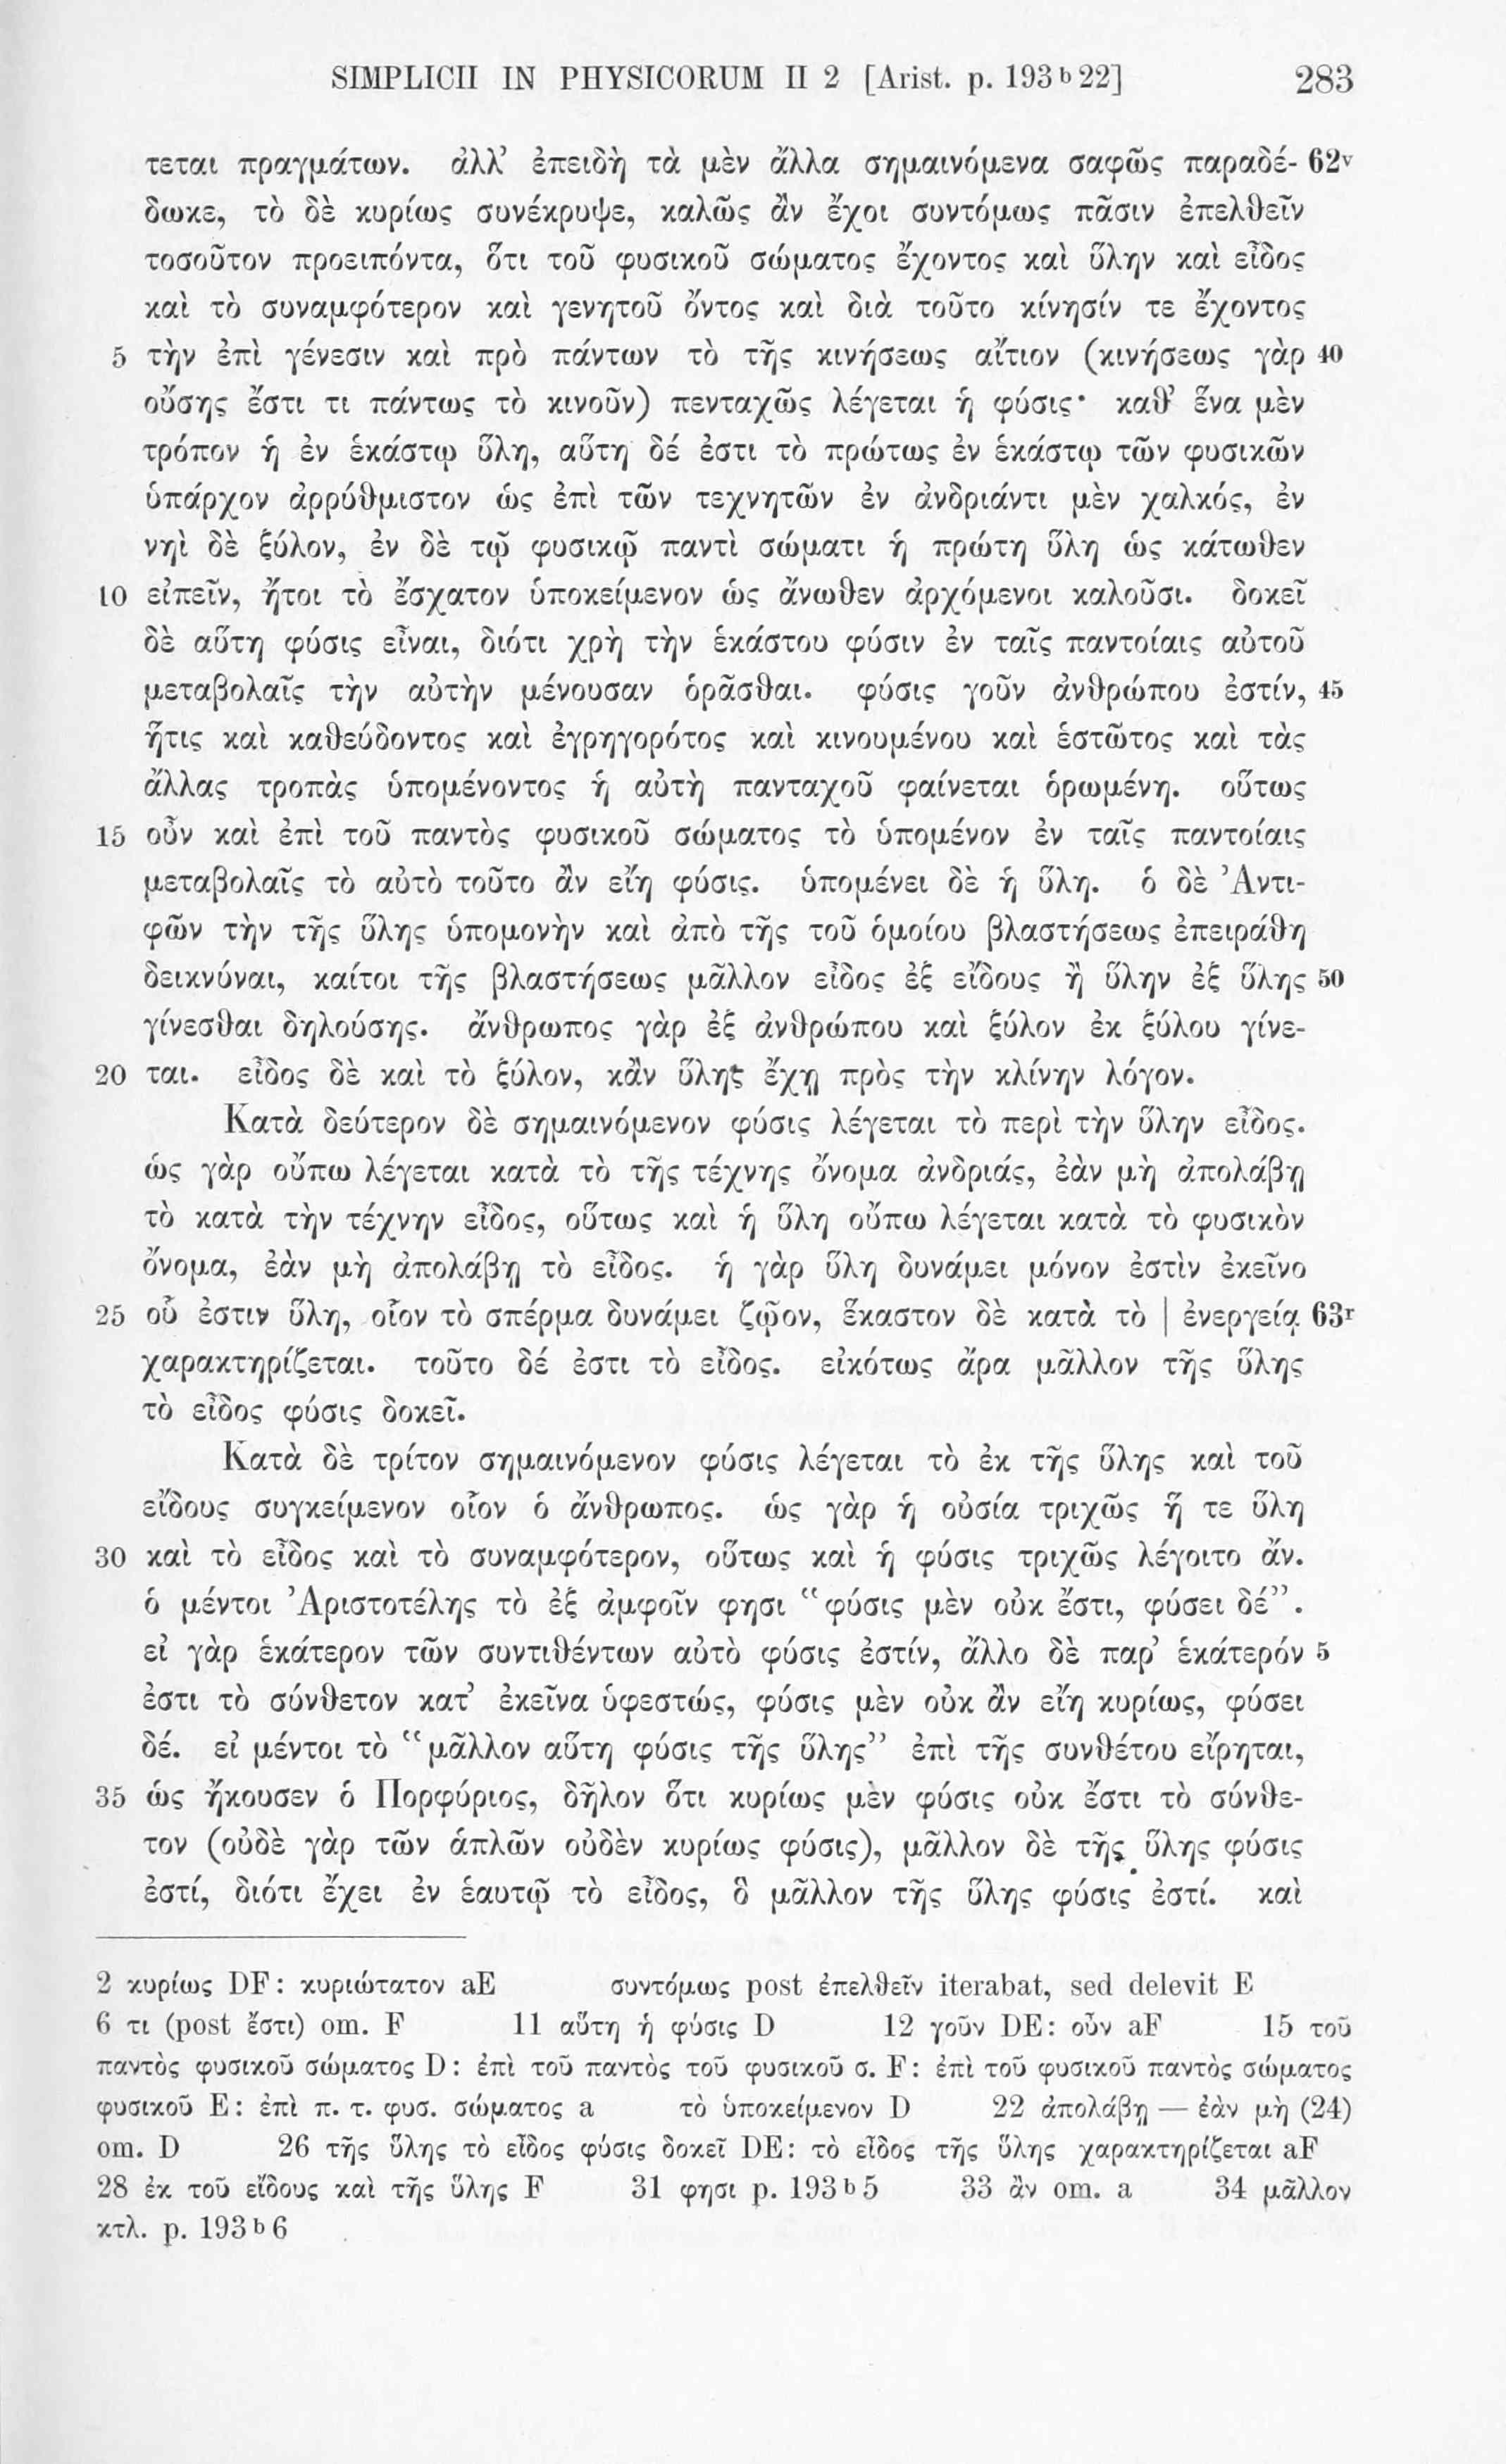 SIMPLICII IN PHYSICORUM II 2 [Arist. p. 193ᵇ22] 283
τεται πραγμάτων. ἀλλ’ ἐπειδὴ τὰ μὲν ἄλλα σημαινόμενα σαφῶς παραδέ- 62ᵛ
δωκε, τὸ δὲ κυρίως συνέκρυψε, καλῶς ἂν ἔχοι συντόμως πᾶσιν ἐπελθεῖν
τοσοῦτον προειπόντα, ὅτι τοῦ φυσικοῦ σώματος ἔχοντος καὶ ὕλην καὶ εἶδος
καὶ τὸ συναμφότερον καὶ γενητοῦ ὄντος καὶ διὰ τοῦτο κίνησίν τε ἔχοντος
5 τὴν ἐπὶ γένεσιν καὶ πρὸ πάντων τὸ τῆς κινήσεως αἴτιον (κινήσεως γὰρ 40
οὔσης ἔστι τι πάντως τὸ κινοῦν) πενταχῶς λέγεται ἡ φύσις· καθ’ ἕνα μὲν
τρόπον ἡ ἐν ἑκάστῳ ὕλη, αὕτη δέ ἐστι τὸ πρώτως ἐν ἑκάστῳ τῶν φυσικῶν
ὑπάρχον ἀρρύθμιστον ὡς ἐπὶ τῶν τεχνητῶν ἐν ἀνδριάντι μὲν χαλκός, ἐν
νηὶ δὲ ξύλον, ἐν δὲ τῷ φυσικῷ παντὶ σώματι ἡ πρώτη ὕλη ὡς κάτωθεν
10 εἰπεῖν, ἤτοι τὸ ἔσχατον ὑποκείμενον ὡς ἄνωθεν ἀρχόμενοι καλοῦσι. δοκεῖ
δὲ αὕτη φύσις εἶναι, διότι χρὴ τὴν ἑκάστου φύσιν ἐν ταῖς παντοίαις αὐτοῦ
μεταβολαῖς τὴν αὐτὴν μένουσαν ὁρᾶσθαι. φύσις γοῦν ἀνθρώπου ἐστίν, 45
ἥτις καὶ καθεύδοντος καὶ ἐγρηγορότος καὶ κινουμένου καὶ ἑστῶτος καὶ τὰς
ἄλλας τροπὰς ὑπομένοντος ἡ αὐτὴ πανταχοῦ φαίνεται ὁρωμένη. οὕτως
15 οὖν καὶ ἐπὶ τοῦ παντὸς φυσικοῦ σώματος τὸ ὑπομένον ἐν ταῖς παντοίαις
μεταβολαῖς τὸ αὐτὸ τοῦτο ἂν εἴη φύσις. ὑπομένει δὲ ἡ ὕλη. ὁ δὲ Ἀντι-
φῶν τὴν τῆς ὕλης ὑπομονὴν καὶ ἀπὸ τῆς τοῦ ὁμοίου βλαστήσεως ἐπειράθη
δεικνύναι, καίτοι τῆς βλαστήσεως μᾶλλον εἶδος ἐξ εἴδους ἢ ὕλην ἐξ ὕλης 50
γίνεσθαι δηλούσης. ἄνθρωπος γὰρ ἐξ ἀνθρώπου καὶ ξύλον ἐκ ξύλου γίνε-
20 ται. εἶδος δὲ καὶ τὸ ξύλον, κἂν ὕλης ἔχῃ πρὸς τὴν κλίνην λόγον.
Κατὰ δεύτερον δὲ σημαινόμενον φύσις λέγεται τὸ περὶ τὴν ὕλην εἶδος.
ὡς γὰρ οὔπω λέγεται κατὰ τὸ τῆς τέχνης ὄνομα ἀνδριάς, ἐὰν μὴ ἀπολάβῃ
τὸ κατὰ τὴν τέχνην εἶδος, οὕτως καὶ ἡ ὕλη οὔπω λέγεται κατὰ τὸ φυσικὸν
ὄνομα, ἐὰν μὴ ἀπολάβῃ τὸ εἶδος. ἡ γὰρ ὕλη δυνάμει μόνον ἐστὶν ἐκεῖνο
25 οὗ ἐστιν ὕλη, οἷον τὸ σπέρμα δυνάμει ζῷον, ἕκαστον δὲ κατὰ τὸ | ἐνεργείᾳ 63ʳ
χαρακτηρίζεται. τοῦτο δέ ἐστι τὸ εἶδος. εἰκότως ἄρα μᾶλλον τῆς ὕλης
τὸ εἶδος φύσις δοκεῖ.
Κατὰ δὲ τρίτον σημαινόμενον φύσις λέγεται τὸ ἐκ τῆς ὕλης καὶ τοῦ
εἴδους συγκείμενον οἷον ὁ ἄνθρωπος. ὡς γὰρ ἡ οὐσία τριχῶς ἥ τε ὕλη
30 καὶ τὸ εἶδος καὶ τὸ συναμφότερον, οὕτως καὶ ἡ φύσις τριχῶς λέγοιτο ἄν.
ὁ μέντοι Ἀριστοτέλης τὸ ἐξ ἀμφοῖν φησι “φύσις μὲν οὐκ ἔστι, φύσει δέ”.
εἰ γὰρ ἑκάτερον τῶν συντιθέντων αὐτὸ φύσις ἐστίν, ἄλλο δὲ παρ’ ἑκάτερόν 5
ἐστι τὸ σύνθετον κατ’ ἐκεῖνα ὑφεστώς, φύσις μὲν οὐκ ἂν εἴη κυρίως, φύσει
δέ. εἰ μέντοι τὸ “μᾶλλον αὕτη φύσις τῆς ὕλης” ἐπὶ τῆς συνθέτου εἴρηται,
35 ὡς ἤκουσεν ὁ Πορφύριος, δῆλον ὅτι κυρίως μὲν φύσις οὐκ ἔστι τὸ σύνθε-
τον (οὐδὲ γὰρ τῶν ἁπλῶν οὐδὲν κυρίως φύσις), μᾶλλον δὲ τῆς ὕλης φύσις
ἐστί, διότι ἔχει ἐν ἑαυτῷ τὸ εἶδος, ὃ μᾶλλον τῆς ὕλης φύσις ἐστί. καὶ
2 κυρίως DF: κυριώτατον aE συντόμως post ἐπελθεῖν iterabat, sed delevit E
6 τι (post ἔστι) om. F 11 αὕτη ἡ φύσις D 12 γοῦν DE: οὖν aF 15 τοῦ
παντὸς φυσικοῦ σώματος D: ἐπὶ τοῦ παντὸς τοῦ φυσικοῦ σ. F: ἐπὶ τοῦ φυσικοῦ παντὸς σώματος
φυσικοῦ E: ἐπὶ π. τ. φυσ. σώματος a τὸ ὑποκείμενον D 22 ἀπολάβῃ — ἐὰν μὴ (24)
om. D 26 τῆς ὕλης τὸ εἶδος φύσις δοκεῖ DE: τὸ εἶδος τῆς ὕλης χαρακτηρίζεται aF
28 ἐκ τοῦ εἴδους καὶ τῆς ὕλης F 31 φησι p. 193ᵇ5 33 ἂν om. a 34 μᾶλλον
κτλ. p. 193ᵇ6